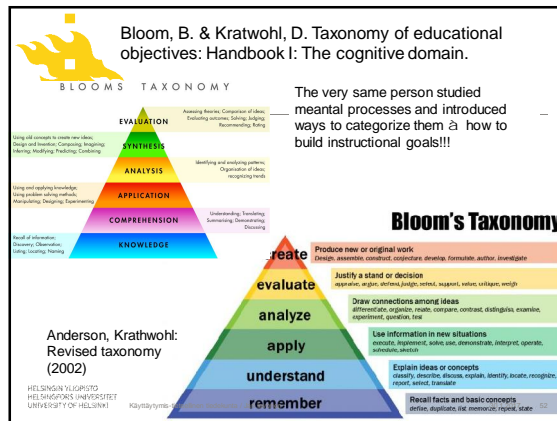 Bloom, B. & Kratwohl, D. Taxonomy of educational
objectives: Handbook I: The cognitive domain.
BLOOMS TAXONOMY
The very same person studied
meantal processes and introduced
ways to categorize them à how to
build instructional goals!!!
EVALUATION
Assessing theories; Comparison of ideas;
Evaluating outcomes; Solving; Judging;
Recommending; Rating
Using old concepts to create new ideas;
Design and Invention; Composing; Imagining;
Inferring; Modifying; Predicting; Combining
SYNTHESIS
ANALYSIS
Identifying and analyzing patterns;
Organisation of ideas;
recognizing trends
Using and applying knowledge;
Using problem solving methods;
Manipulating; Designing; Experimenting
APPLICATION
COMPREHENSION
Understanding; Translating;
Summarising; Demonstrating;
Discussing
Recall of information;
Discovery; Observation;
Listing; Locating; Naming
KNOWLEDGE
Bloom's Taxonomy
create
Produce new or original work
Design, assemble, construct, conjecture, develop, formulate, author, investigate
evaluate
Justify a stand or decision
appraise, argue, defend, judge, select, support, value, critique, weigh
analyze
Draw connections among ideas
differentiate, organize, relate, compare, contrast, distinguish, examine,
experiment, question, test
apply
Use information in new situations
execute, implement, solve, use, demonstrate, interpret, operate,
schedule, sketch
understand
Explain ideas or concepts
classify, describe, discuss, explain, identify, locate, recognize,
report, select, translate
remember
Recall facts and basic concepts
define, duplicate, list, memorize, repeat, state
Anderson, Krathwohl:
Revised taxonomy
(2002)
HELSINGIN YLIOPISTO
HELSINGFORS UNIVERSITET
UNIVERSITY OF HELSINKI
Käyttäytymis-
52